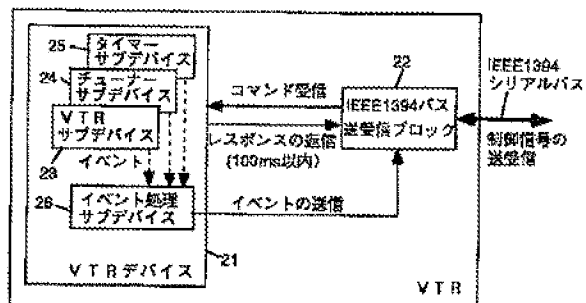 25
タイマー
サブデバイス
24
チューナー
サブデバイス
VTR
サブデバイス
23
イベント
26
イベント処理
サブデバイス
VTRデバイス
21
コマンド受信
レスポンスの返信
(100ms以内)
イベントの送信
22
IEEE1394バス
送受信ブロック
IEEE1394
シリアルバス
制御信号の
送受信
VTR